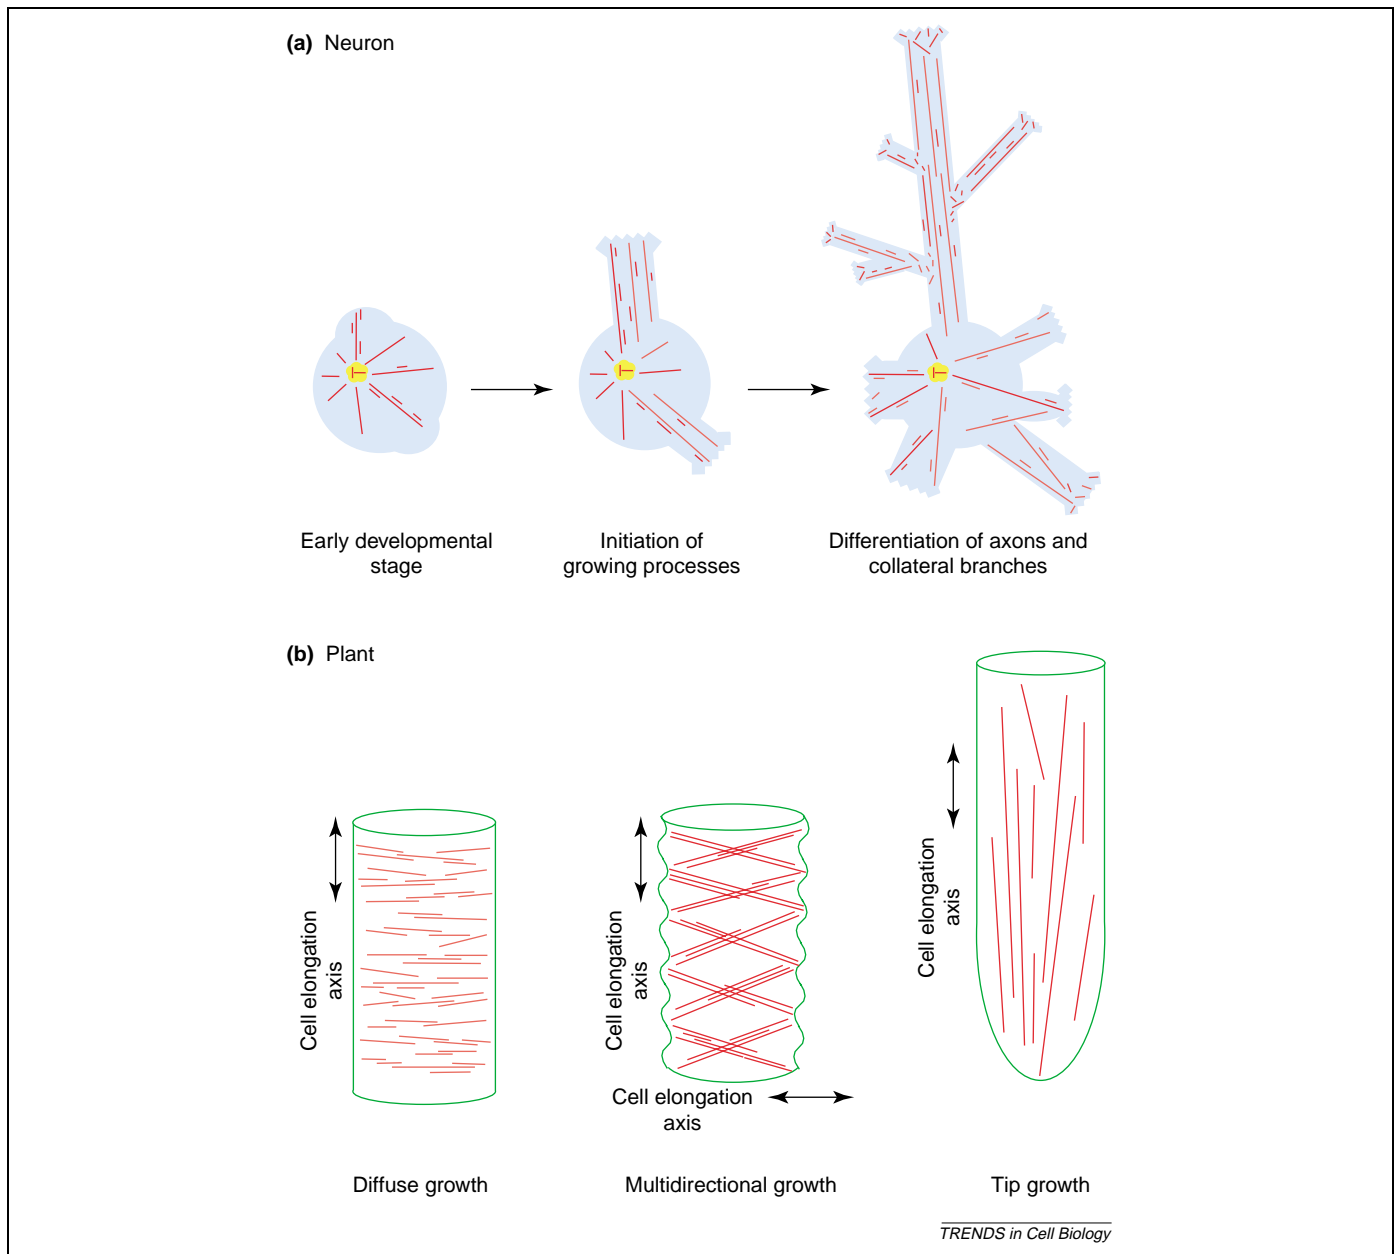 (a) Neuron
Early developmental
stage
Initiation of
growing processes
Differentiation of axons and
collateral branches
(b) Plant
Cell elongation
axis
Cell elongation
axis
Cell elongation
axis
Cell elongation
axis
Diffuse growth
Multidirectional growth
Tip growth
TRENDS in Cell Biology